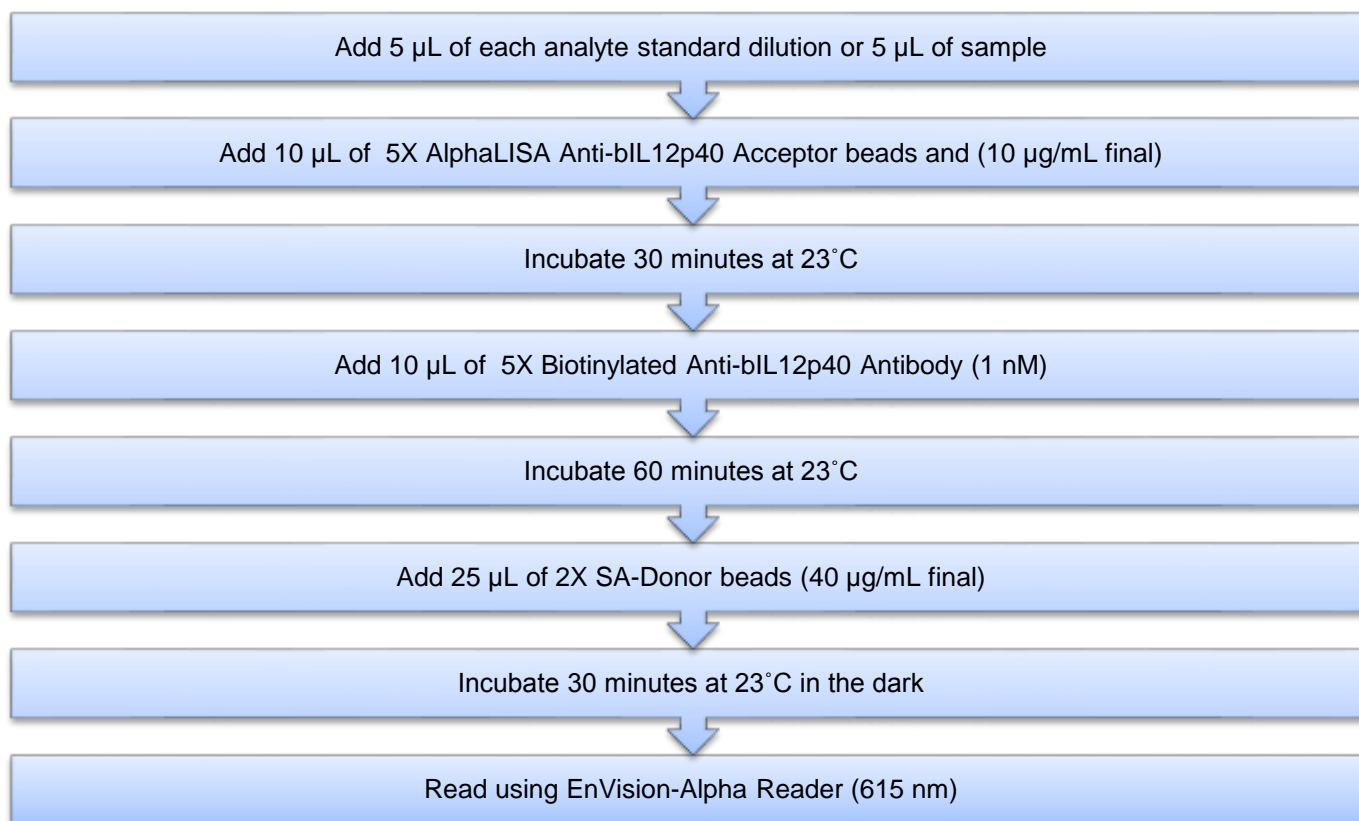 Add 5 µL of each analyte standard dilution or 5 µL of sample
Add 10 µL of 5X AlphaLISA Anti-bIL12p40 Acceptor beads and (10 µg/mL final)
Incubate 30 minutes at 23˚C
Add 10 µL of 5X Biotinylated Anti-bIL12p40 Antibody (1 nM)
Incubate 60 minutes at 23˚C
Add 25 µL of 2X SA-Donor beads (40 µg/mL final)
Incubate 30 minutes at 23˚C in the dark
Read using EnVision-Alpha Reader (615 nm)